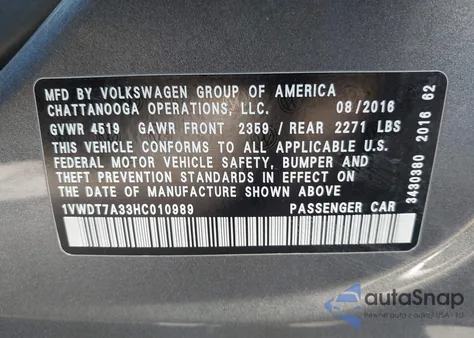 MFD BY VOLKSWAGEN GROUP OF AMERICA
CHATTANOOGA OPERATIONS, LLC. 08/2016
GVWR 4519 GAWR FRONT 2359 / REAR 2271 LBS
THIS VEHICLE CONFORMS TO ALL APPLICABLE U.S.
FEDERAL MOTOR VEHICLE SAFETY, BUMPER AND
THEFT PREVENTION STANDARDS IN EFFECT ON THE
DATE OF MANUFACTURE SHOWN ABOVE
1VWDT7A33HC010989 PASSENGER CAR
3430380 2016 62
autoSnap